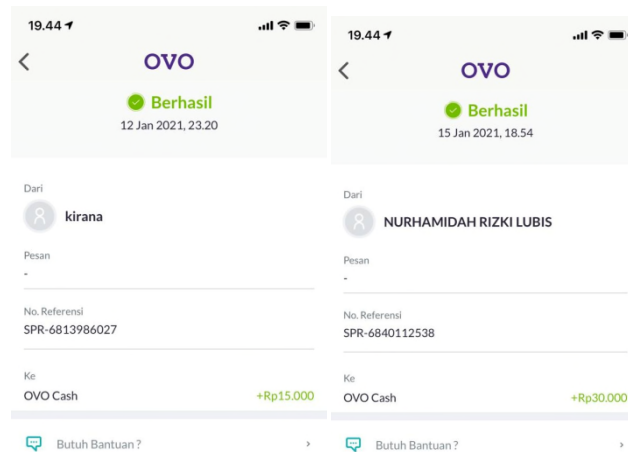 19.44
OVO
Berhasil
12 Jan 2021, 23.20
Dari
kirana
Pesan
-
No. Referensi
SPR-6813986027
Ke
OVO Cash +Rp15.000
Butuh Bantuan ?
19.44
OVO
Berhasil
15 Jan 2021, 18.54
Dari
NURHAMIDAH RIZKI LUBIS
Pesan
-
No. Referensi
SPR-6840112538
Ke
OVO Cash +Rp30.000
Butuh Bantuan ?